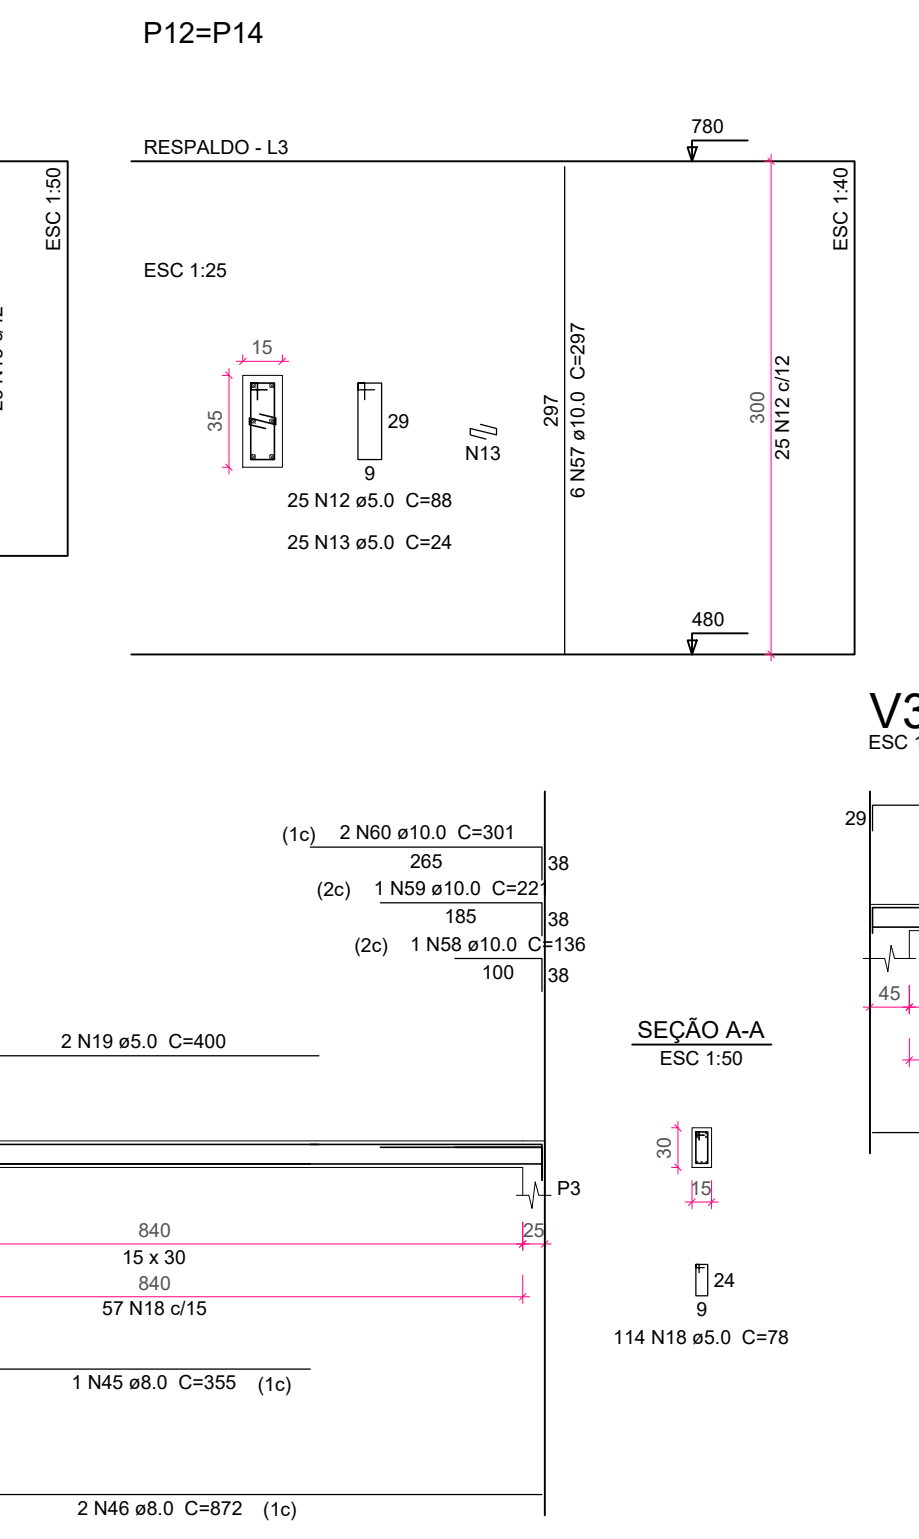 P12=P14
RESPALDO - L3
780
ESC 1:50
ESC 1:40
ESC 1:25
15
35
29
9
N13
25 N12 ø5.0 C=88
25 N13 ø5.0 C=24
297
6 N57 ø10.0 C=297
300
25 N12 c/12
480
V3
ESC 1
29
(1c) 2 N60 ø10.0 C=301
265
38
(2c) 1 N59 ø10.0 C=221
185
38
(2c) 1 N58 ø10.0 C=136
100
38
45
SEÇÃO A-A
ESC 1:50
2 N19 ø5.0 C=400
30
15
P3
840
25
15 x 30
840
57 N18 c/15
24
9
114 N18 ø5.0 C=78
1 N45 ø8.0 C=355 (1c)
2 N46 ø8.0 C=872 (1c)